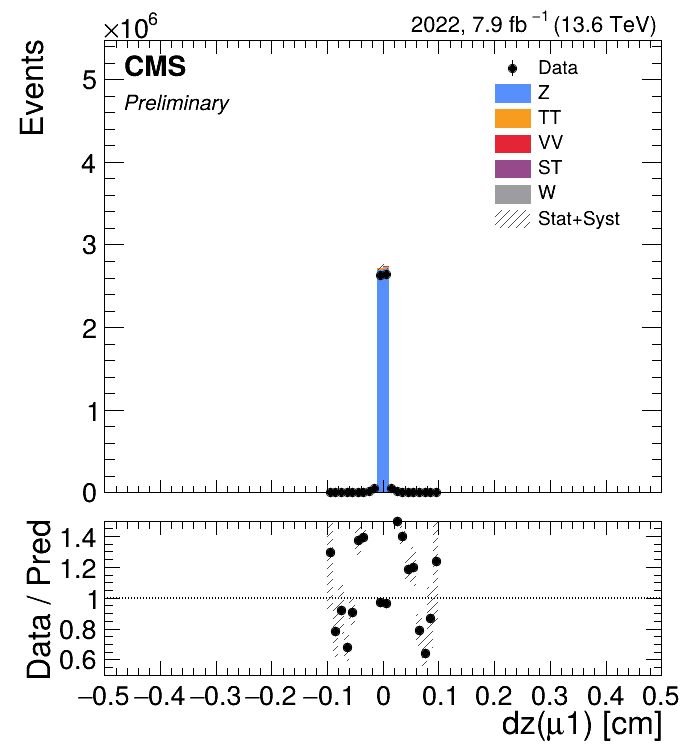 ×10⁶
2022, 7.9 fb⁻¹ (13.6 TeV)
Events
CMS
Preliminary
Data
Z
TT
VV
ST
W
Stat+Syst
5
4
3
2
1
0
Data / Pred
1.4
1.2
1
0.8
0.6
−0.5 −0.4 −0.3 −0.2 −0.1 0 0.1 0.2 0.3 0.4 0.5
dz(μ1) [cm]